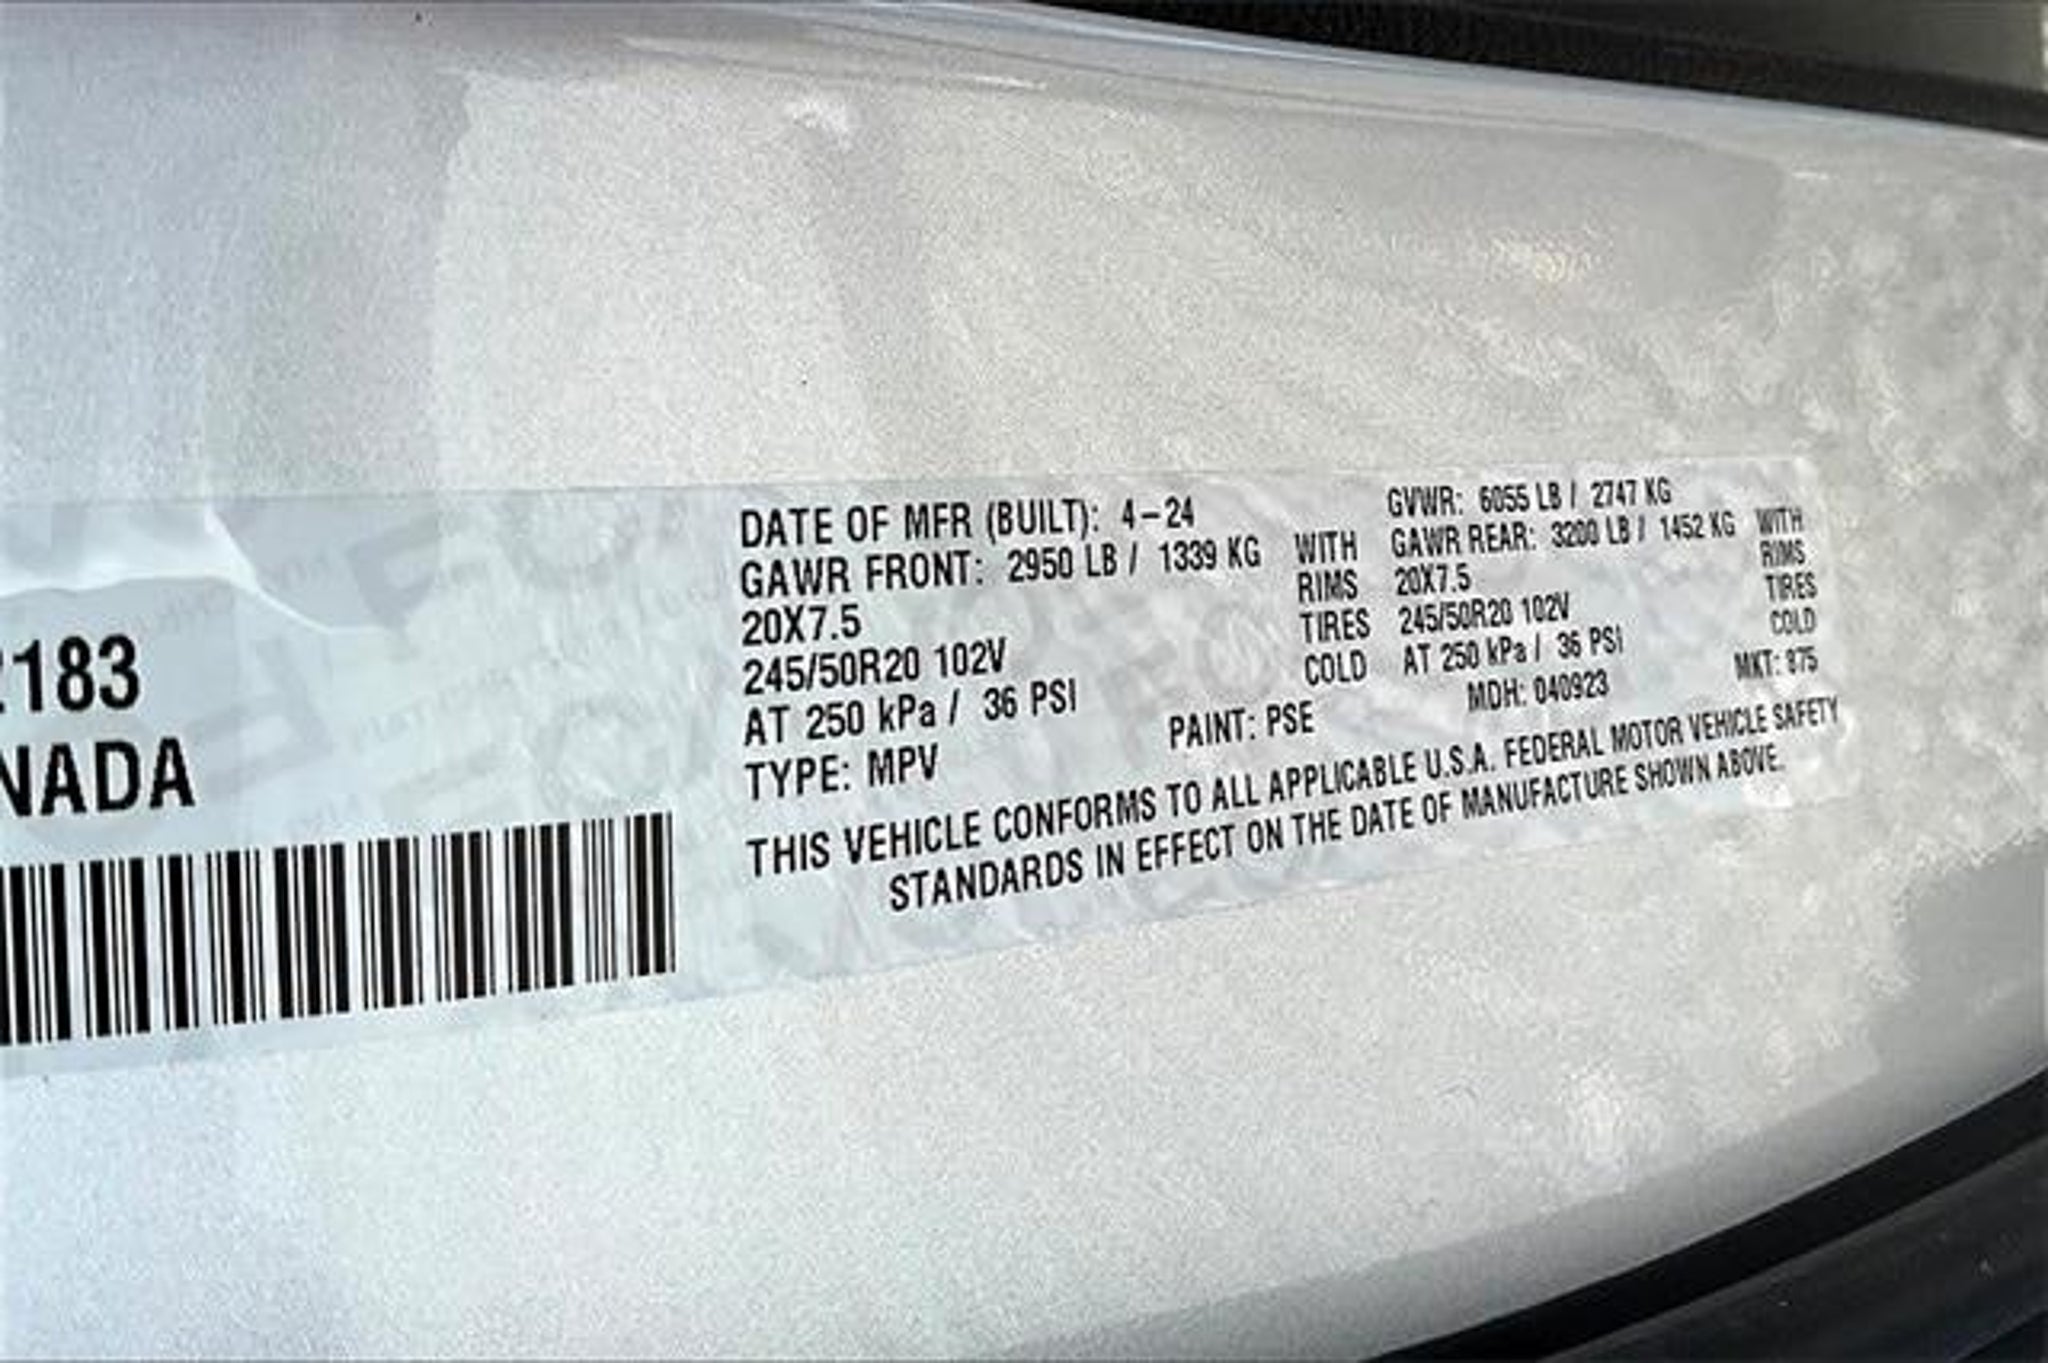 183
NADA
DATE OF MFR (BUILT): 4-24
GVWR: 6055 LB / 2747 KG
GAWR FRONT: 2950 LB / 1339 KG WITH
GAWR REAR: 3200 LB / 1452 KG WITH
20X7.5 RIMS
20X7.5 RIMS
245/50R20 102V TIRES
245/50R20 102V TIRES
AT 250 kPa / 36 PSI COLD
AT 250 kPa / 36 PSI COLD
TYPE: MPV
PAINT: PSE
MDH: 040923
MKT: 875
THIS VEHICLE CONFORMS TO ALL APPLICABLE U.S.A. FEDERAL MOTOR VEHICLE SAFETY
STANDARDS IN EFFECT ON THE DATE OF MANUFACTURE SHOWN ABOVE.